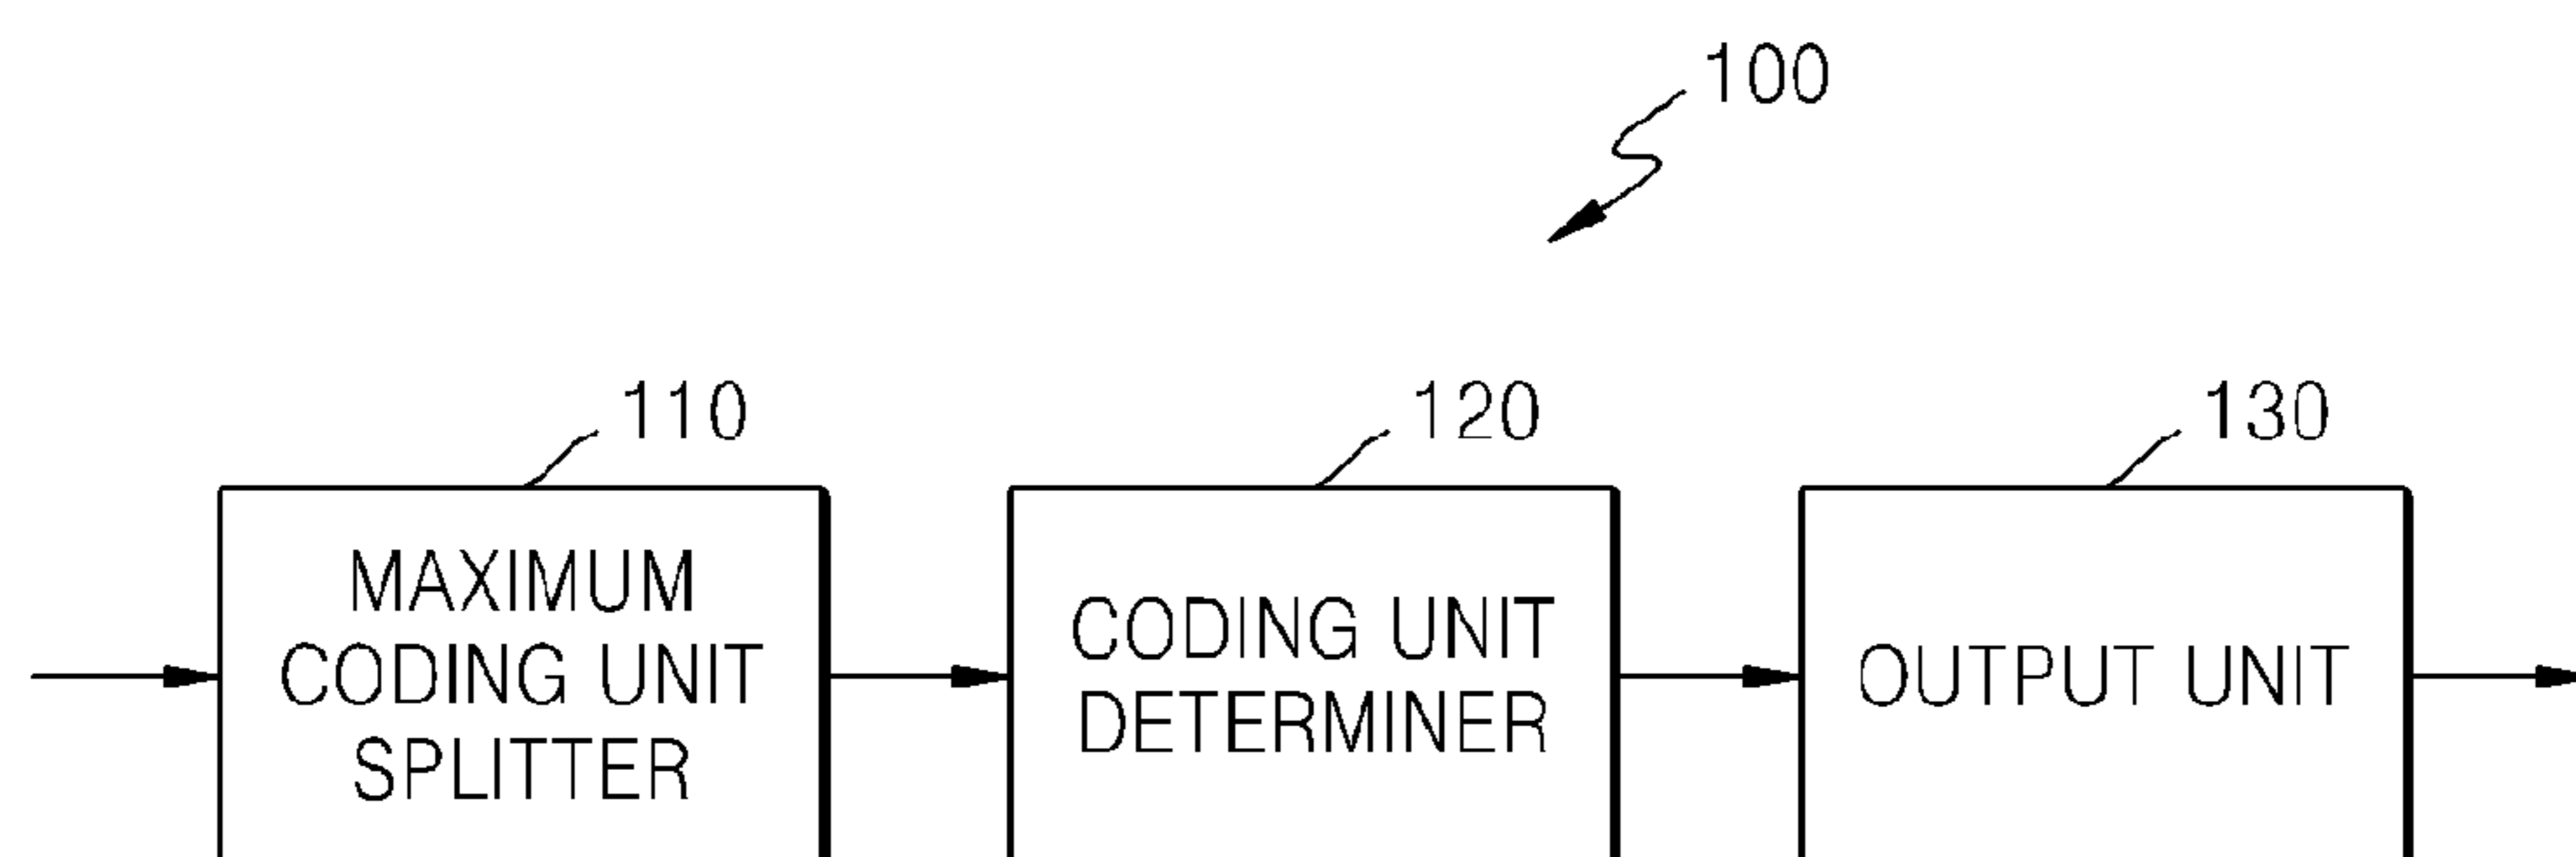 100
110
120
130
MAXIMUM
CODING UNIT
SPLITTER
CODING UNIT
DETERMINER
OUTPUT UNIT